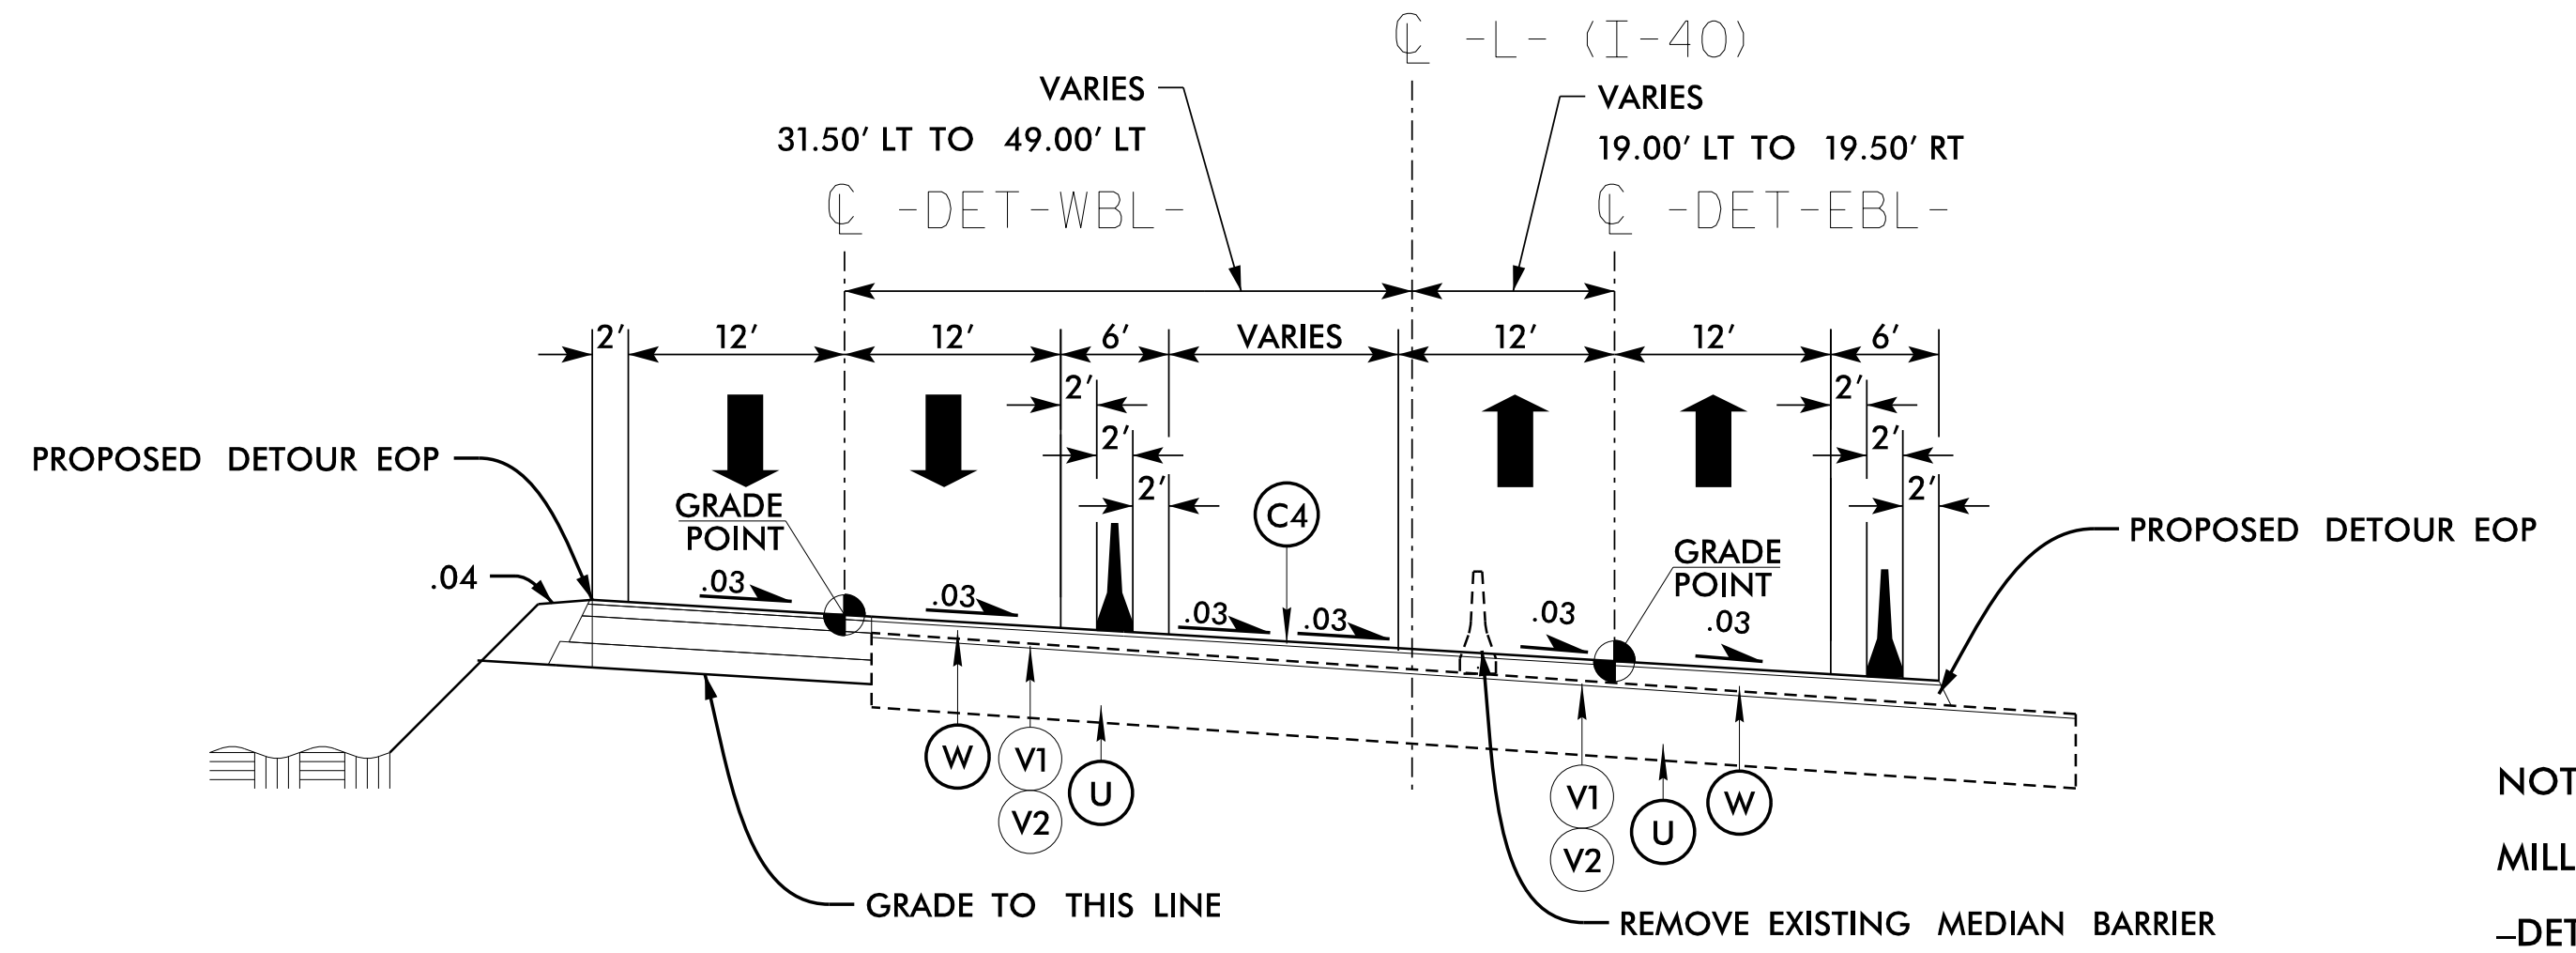 ℄ -L- (I-40)
VARIES
31.50' LT TO 49.00' LT
VARIES
19.00' LT TO 19.50' RT
℄ -DET-WBL-
℄ -DET-EBL-
2' 12' 12' 6' VARIES 12' 12' 6'
2' 2'
2' 2'
2' 2'
PROPOSED DETOUR EOP
GRADE
POINT
C4
PROPOSED DETOUR EOP
GRADE
POINT
.04
.03 .03 .03 .03 .03 .03
W V1 U
V2
V1 U W
V2
GRADE TO THIS LINE
REMOVE EXISTING MEDIAN BARRIER
NOT
MILL
–DET